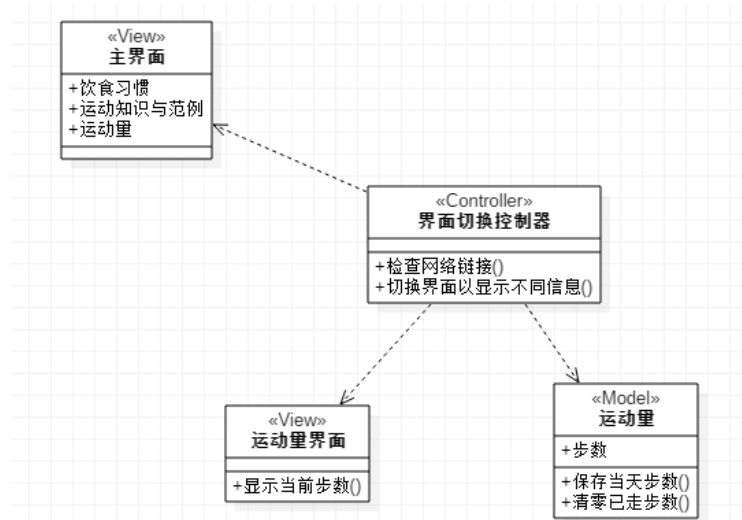 «View»
主界面
+饮食习惯
+运动知识与范例
+运动量
«Controller»
界面切换控制器
+检查网络链接()
+切换界面以显示不同信息()
«View»
运动量界面
+显示当前步数()
«Model»
运动量
+步数
+保存当天步数()
+清零已走步数()